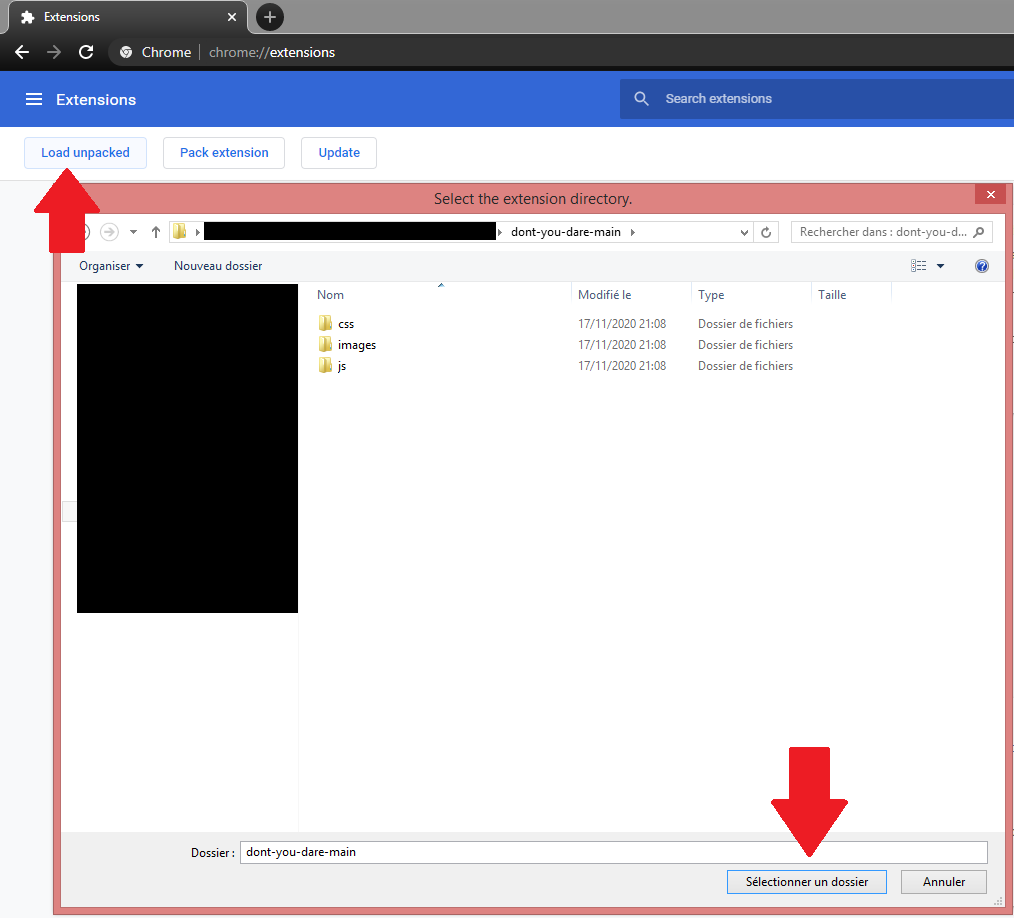 Extensions
Chrome chrome://extensions
Extensions Search extensions
Load unpacked Pack extension Update
Select the extension directory.
dont-you-dare-main Rechercher dans : dont-you-d...
Organiser Nouveau dossier
Nom Modifié le Type Taille
css 17/11/2020 21:08 Dossier de fichiers
images 17/11/2020 21:08 Dossier de fichiers
js 17/11/2020 21:08 Dossier de fichiers
Dossier : dont-you-dare-main
Sélectionner un dossier Annuler